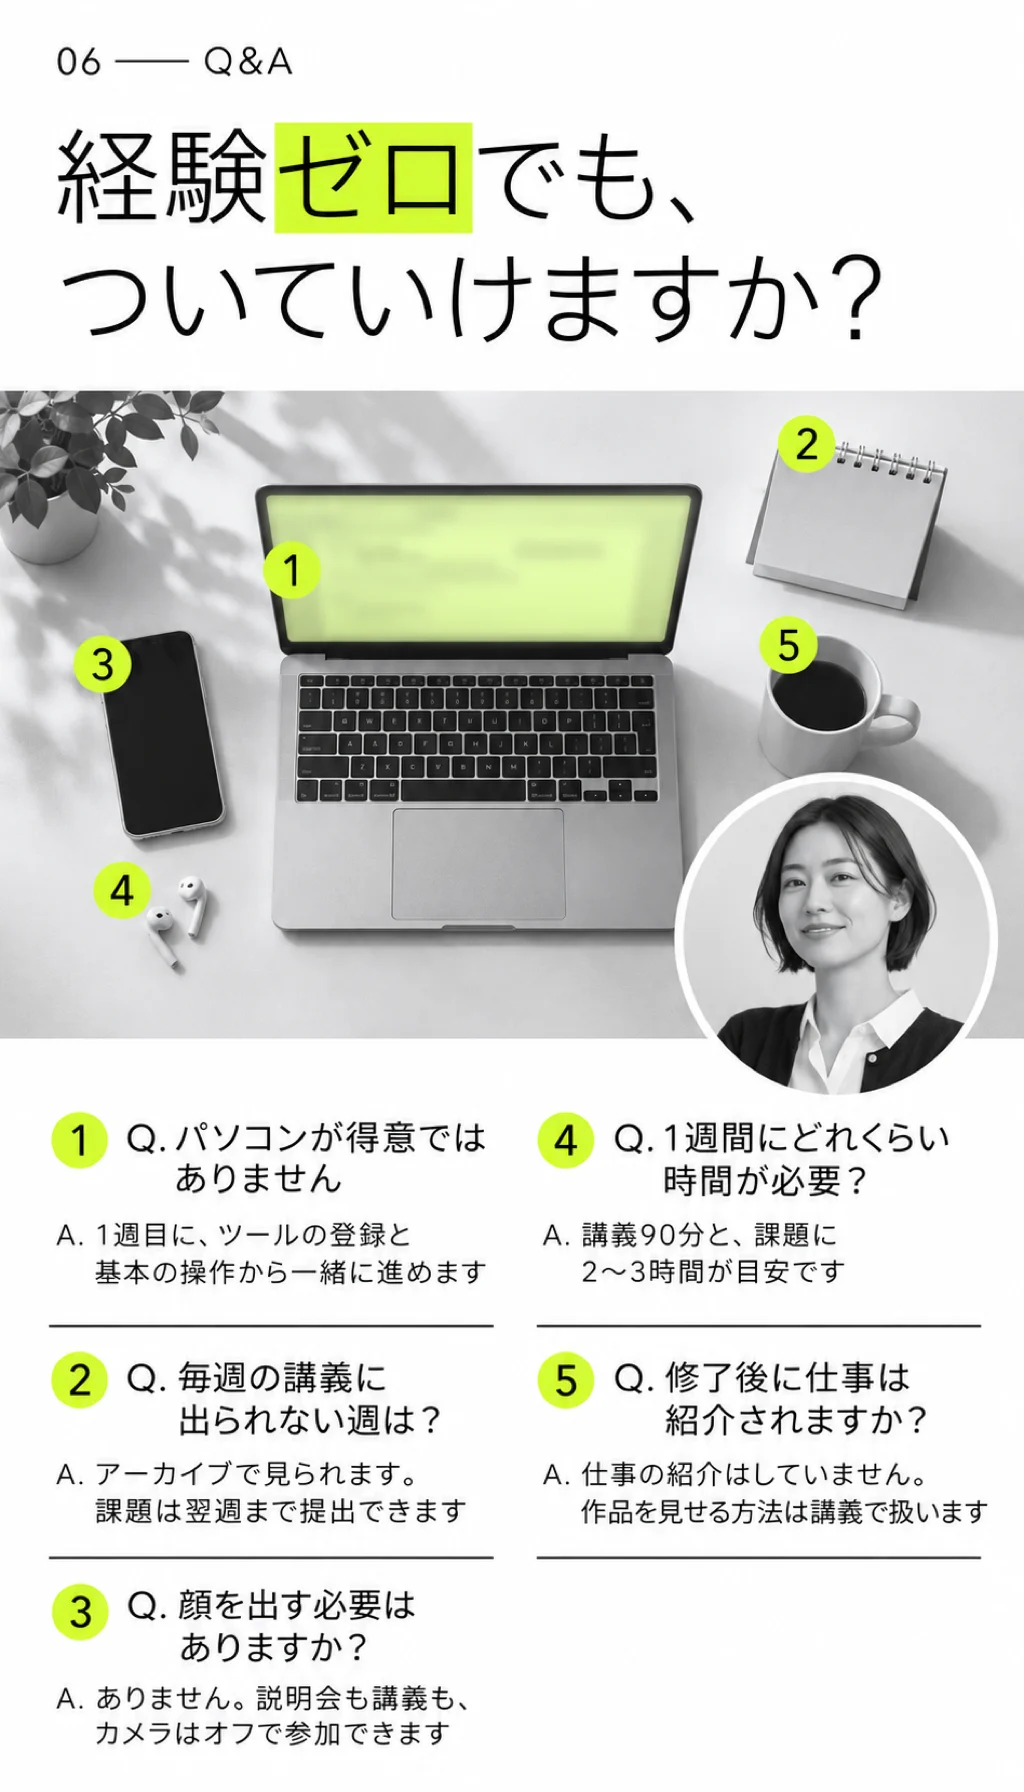 06 — Q&A
経験ゼロでも、
ついていけますか？
1
2
3
4
5
1 Q. パソコンが得意では
ありません
A. 1週目に、ツールの登録と
基本の操作から一緒に進めます
2 Q. 毎週の講義に
出られない週は？
A. アーカイブで見られます。
課題は翌週まで提出できます
3 Q. 顔を出す必要は
ありますか？
A. ありません。説明会も講義も、
カメラはオフで参加できます
4 Q. 1週間にどれくらい
時間が必要？
A. 講義90分と、課題に
2〜3時間が目安です
5 Q. 修了後に仕事は
紹介されますか？
A. 仕事の紹介はしていません。
作品を見せる方法は講義で扱います